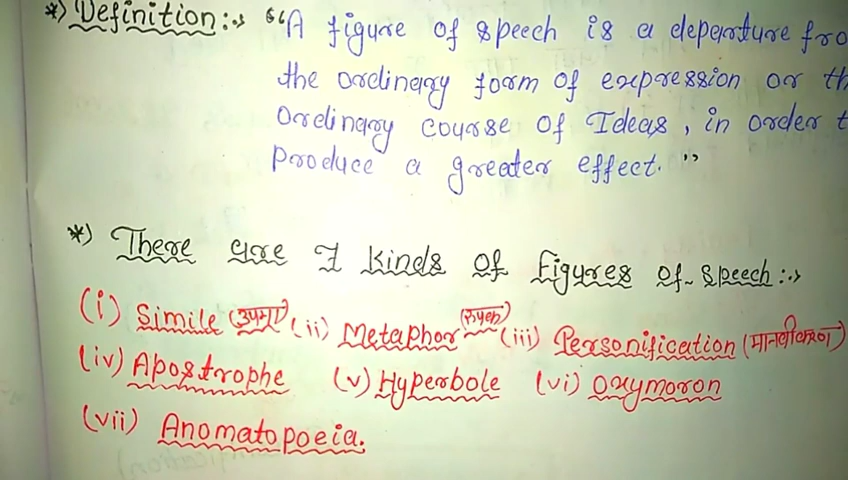 *) Definition:→ "A figure of speech is a departure fro
the ordinary form of expression or th
Ordinary course of Ideas, in order t
Produce a greater effect."
*) There are 7 kinds of Figures of speech:→
(i) Simile (उपमा) (ii) Metaphor (रूपक) (iii) Personification (मानवीकरण)
(iv) Apostrophe (v) Hyperbole (vi) Oxymoron
(vii) Anomatopoeia.